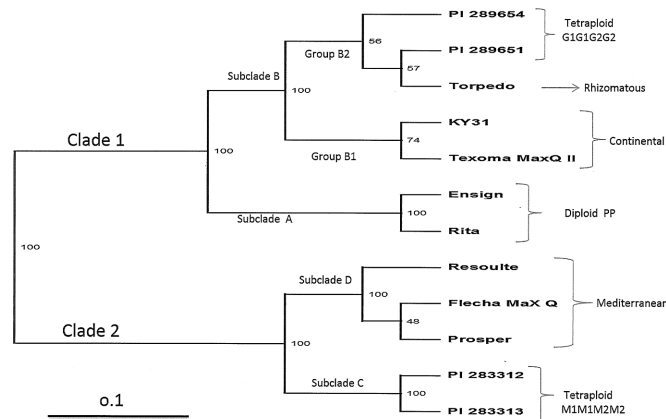 PI 289654
Tetraploid
G1G1G2G2
56
Group B2
PI 289651
57
Subclade B
Torpedo
Rhizomatous
100
KY31
Clade 1
74
Continental
100
Group B1
Texoma MaxQ II
Ensign
Subclade A
100
Diploid PP
Rita
100
Resoulte
Subclade D
100
Flecha MaX Q
Mediterranean
48
Clade 2
Prosper
100
PI 283312
Subclade C
100
Tetraploid
M1M1M2M2
o.1
PI 283313